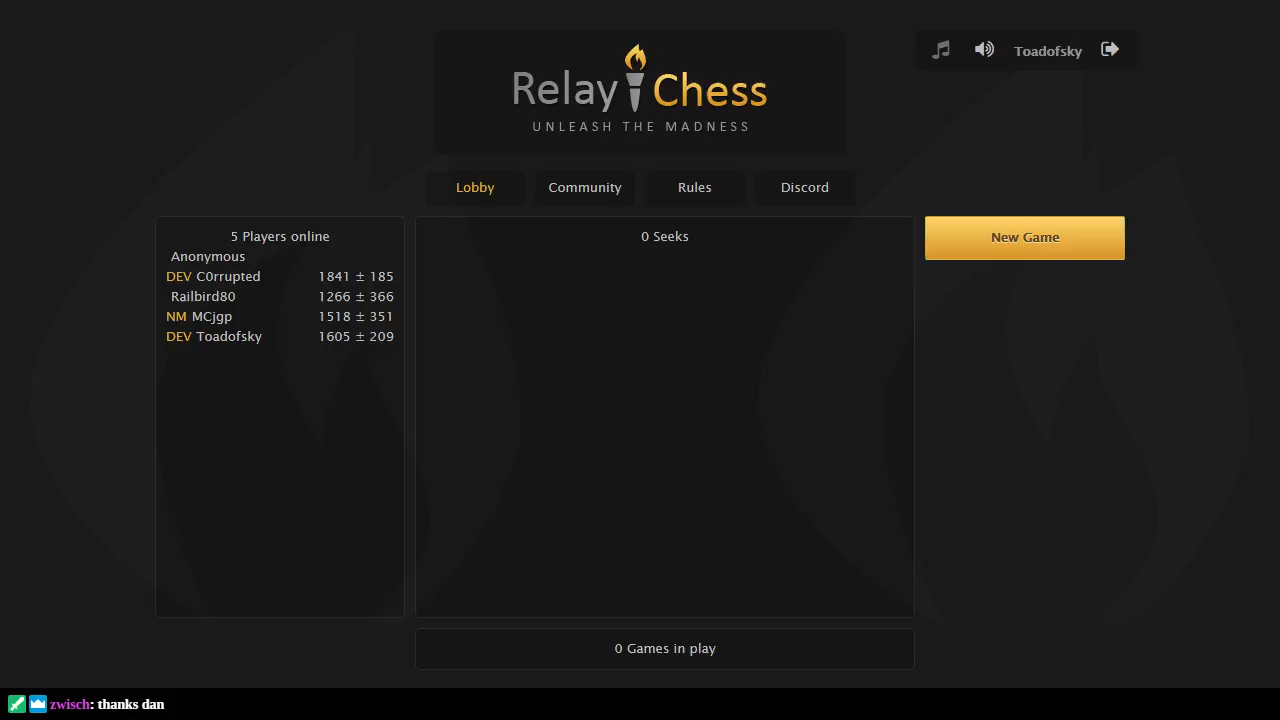 Relay Chess
UNLEASH THE MADNESS
Toadofsky
Lobby Community Rules Discord
5 Players online
Anonymous
DEV C0rrupted 1841 ± 185
Railbird80 1266 ± 366
NM MCjgp 1518 ± 351
DEV Toadofsky 1605 ± 209
0 Seeks
New Game
0 Games in play
zwisch: thanks dan